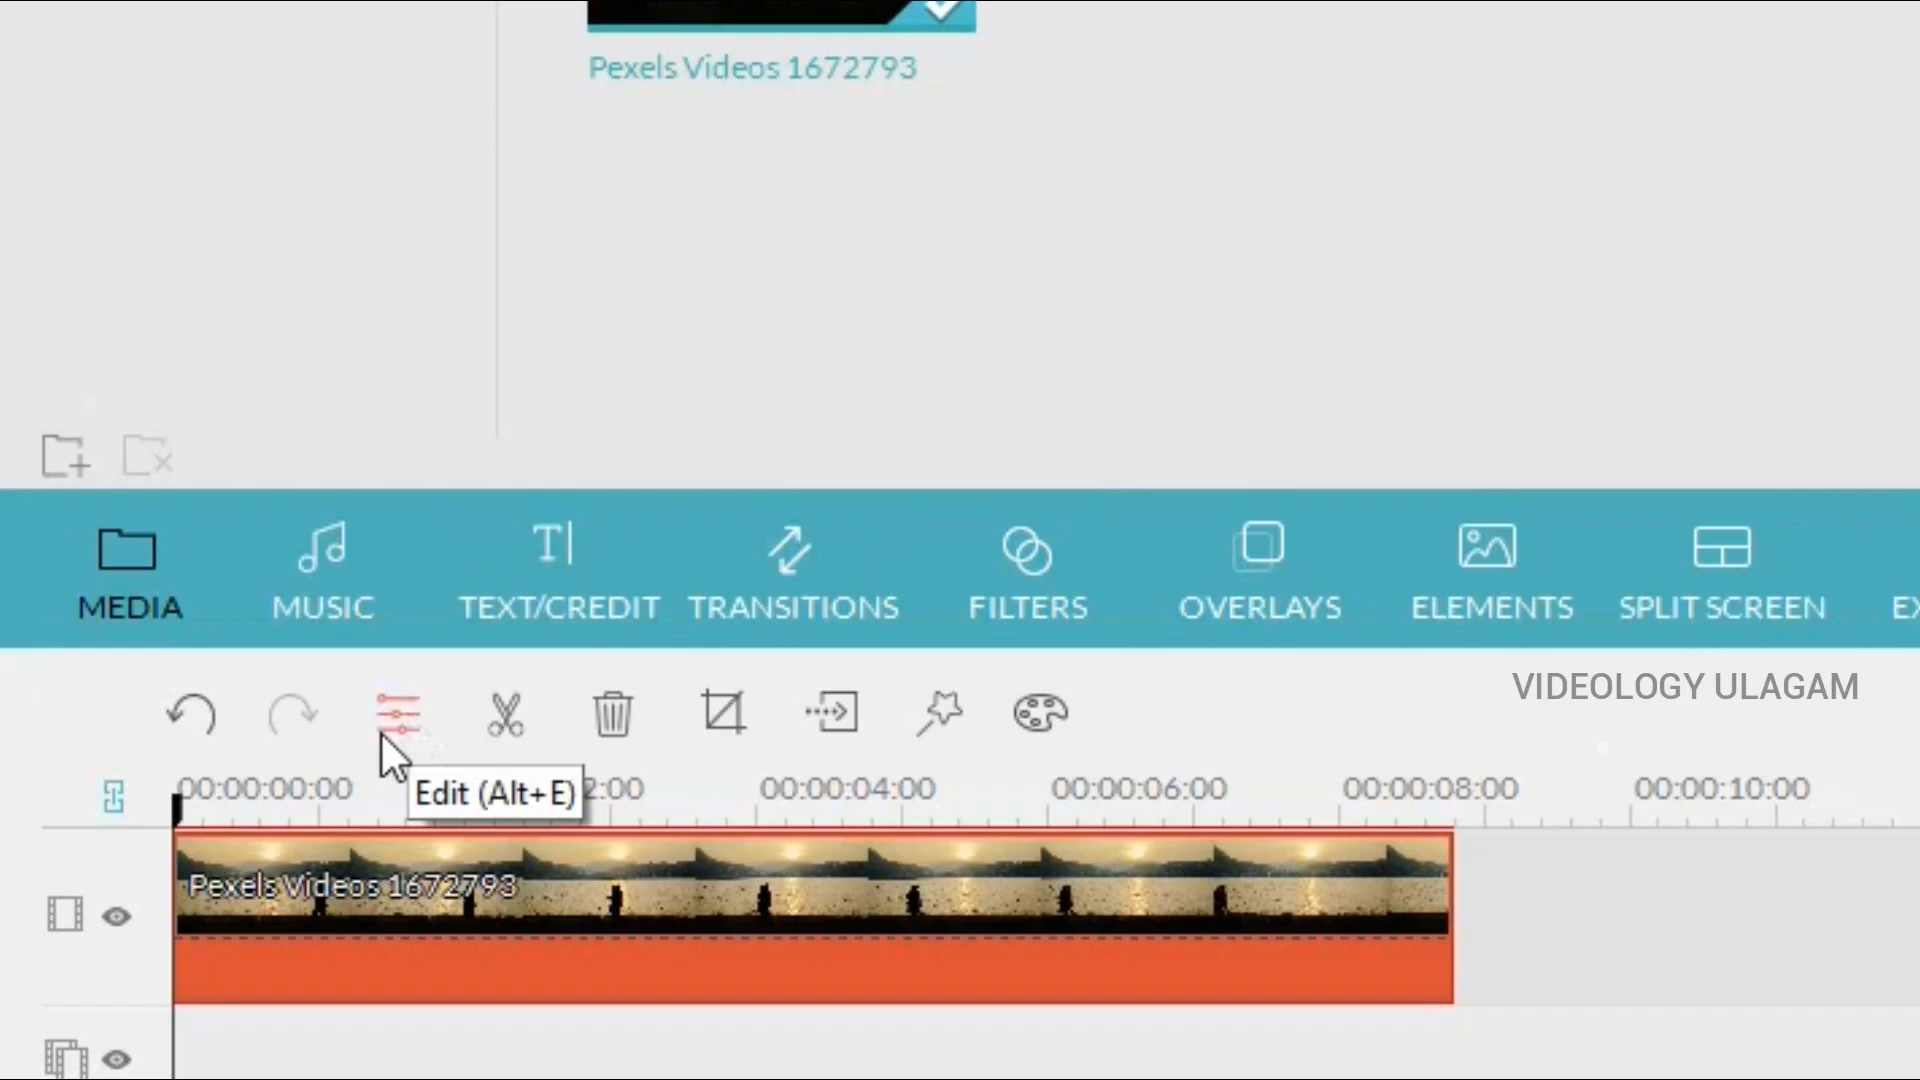 Pexels Videos 1672793
MEDIA
MUSIC
TEXT/CREDIT
TRANSITIONS
FILTERS
OVERLAYS
ELEMENTS
SPLIT SCREEN
EX
VIDEOLOGY ULAGAM
00:00:00:00
2:00
00:00:04:00
00:00:06:00
00:00:08:00
00:00:10:00
Edit (Alt+E)
Pexels Videos 1672793